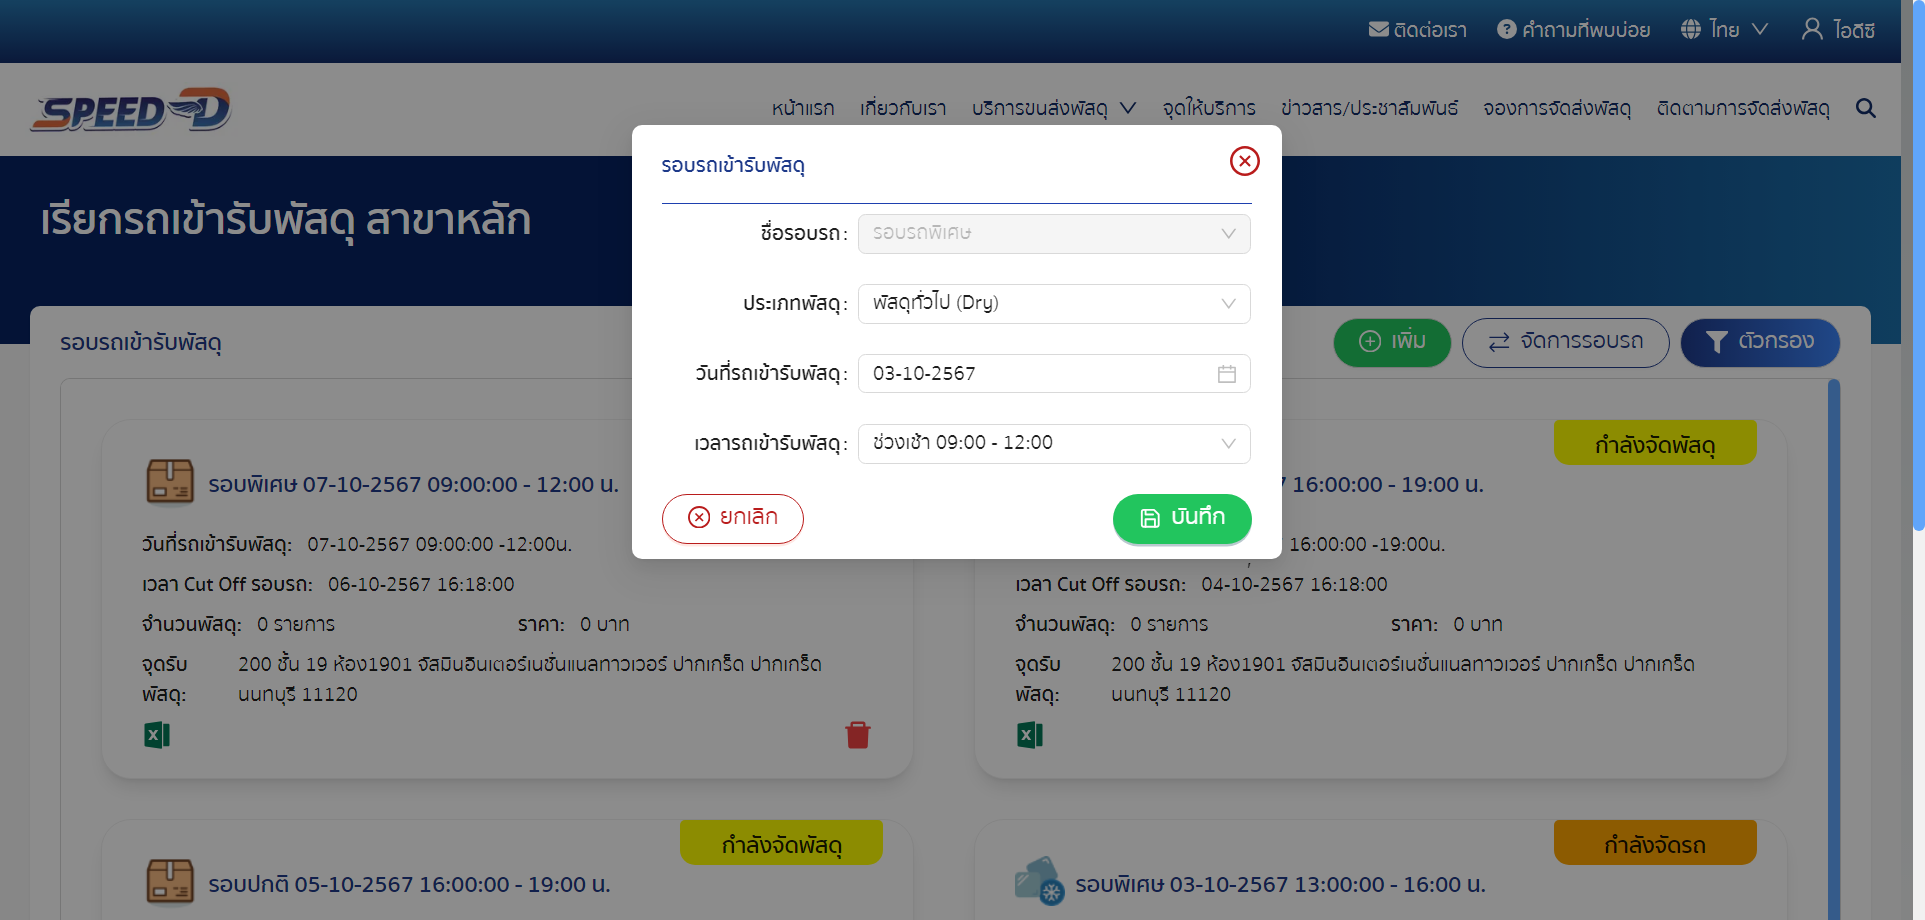 ติดต่อเรา คำถามที่พบบ่อย ไทย ไอดีซี
SPEED-D
หน้าแรก เกี่ยวกับเรา บริการขนส่งพัสดุ จุดให้บริการ ข่าวสาร/ประชาสัมพันธ์ จองการจัดส่งพัสดุ ติดตามการจัดส่งพัสดุ
เรียกรถเข้ารับพัสดุ สาขาหลัก
รอบรถเข้ารับพัสดุ
ชื่อรอบรถ: รอบรถพิเศษ
ประเภทพัสดุ: พัสดุทั่วไป (Dry)
วันที่รถเข้ารับพัสดุ: 03-10-2567
เวลารถเข้ารับพัสดุ: ช่วงเช้า 09:00 - 12:00
ยกเลิก บันทึก
รอบรถเข้ารับพัสดุ เพิ่ม จัดการรอบรถ ตัวกรอง
รอบพิเศษ 07-10-2567 09:00:00 - 12:00 น.
วันที่รถเข้ารับพัสดุ: 07-10-2567 09:00:00 -12:00น.
เวลา Cut Off รอบรถ: 06-10-2567 16:18:00
จำนวนพัสดุ: 0 รายการ ราคา: 0 บาท
จุดรับ 200 ชั้น 19 ห้อง1901 จัสมินอินเตอร์เนชั่นแนลทาวเวอร์ ปากเกร็ด ปากเกร็ด
พัสดุ: นนทบุรี 11120
กำลังจัดพัสดุ
16:00:00 - 19:00 น.
16:00:00 -19:00น.
เวลา Cut Off รอบรถ: 04-10-2567 16:18:00
จำนวนพัสดุ: 0 รายการ ราคา: 0 บาท
จุดรับ 200 ชั้น 19 ห้อง1901 จัสมินอินเตอร์เนชั่นแนลทาวเวอร์ ปากเกร็ด ปากเกร็ด
พัสดุ: นนทบุรี 11120
กำลังจัดพัสดุ
รอบปกติ 05-10-2567 16:00:00 - 19:00 น.
กำลังจัดรถ
รอบพิเศษ 03-10-2567 13:00:00 - 16:00 น.